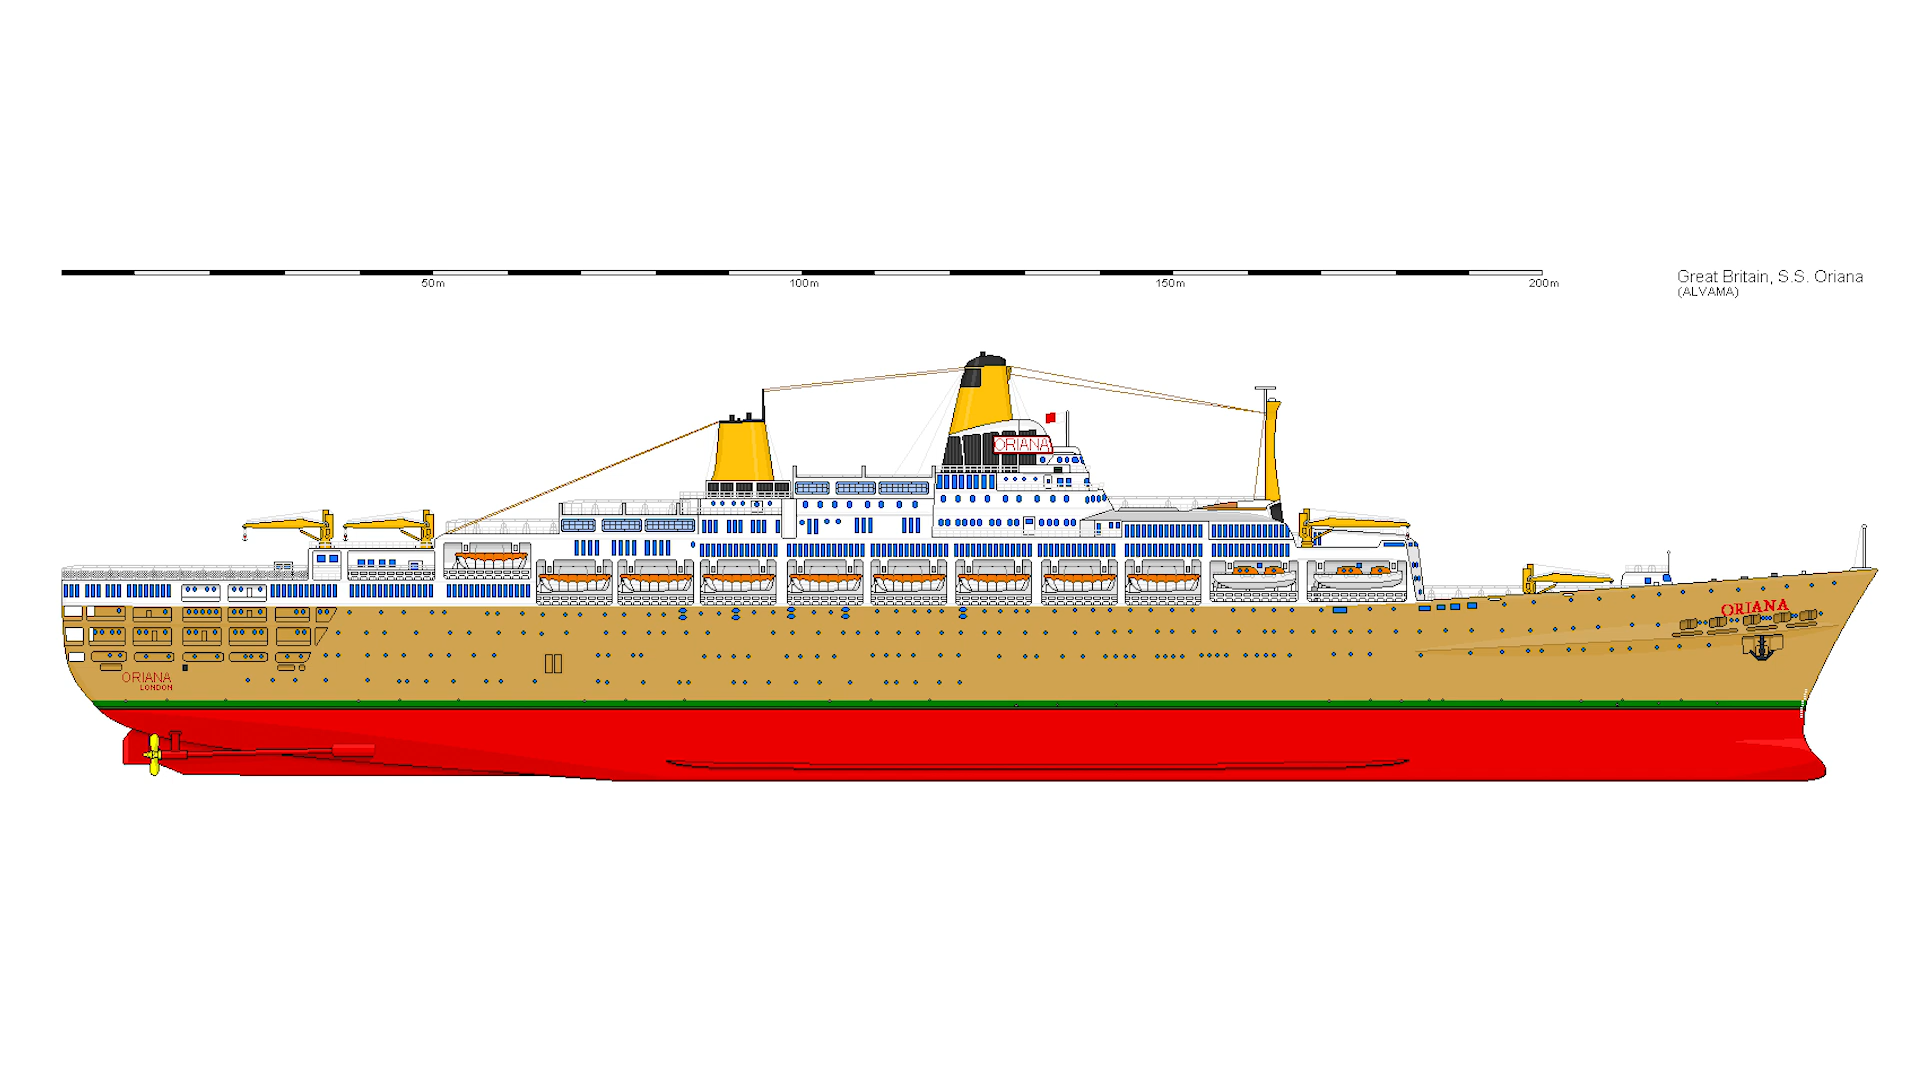 50m
100m
150m
200m
Great Britain, S.S. Oriana
(ALVAMA)
ORIANA
ORIANA
ORIANA
LONDON